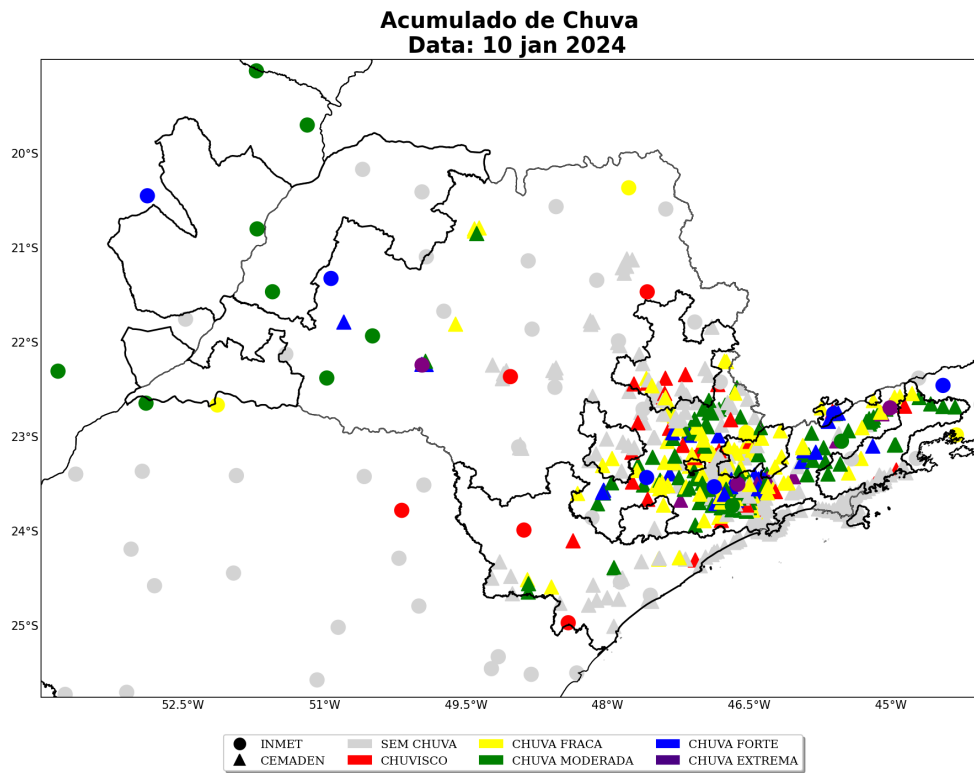 Acumulado de Chuva
Data: 10 jan 2024
20°S
21°S
22°S
23°S
24°S
25°S
52.5°W
51°W
49.5°W
48°W
46.5°W
45°W
INMET
CEMADEN
SEM CHUVA
CHUVISCO
CHUVA FRACA
CHUVA MODERADA
CHUVA FORTE
CHUVA EXTREMA